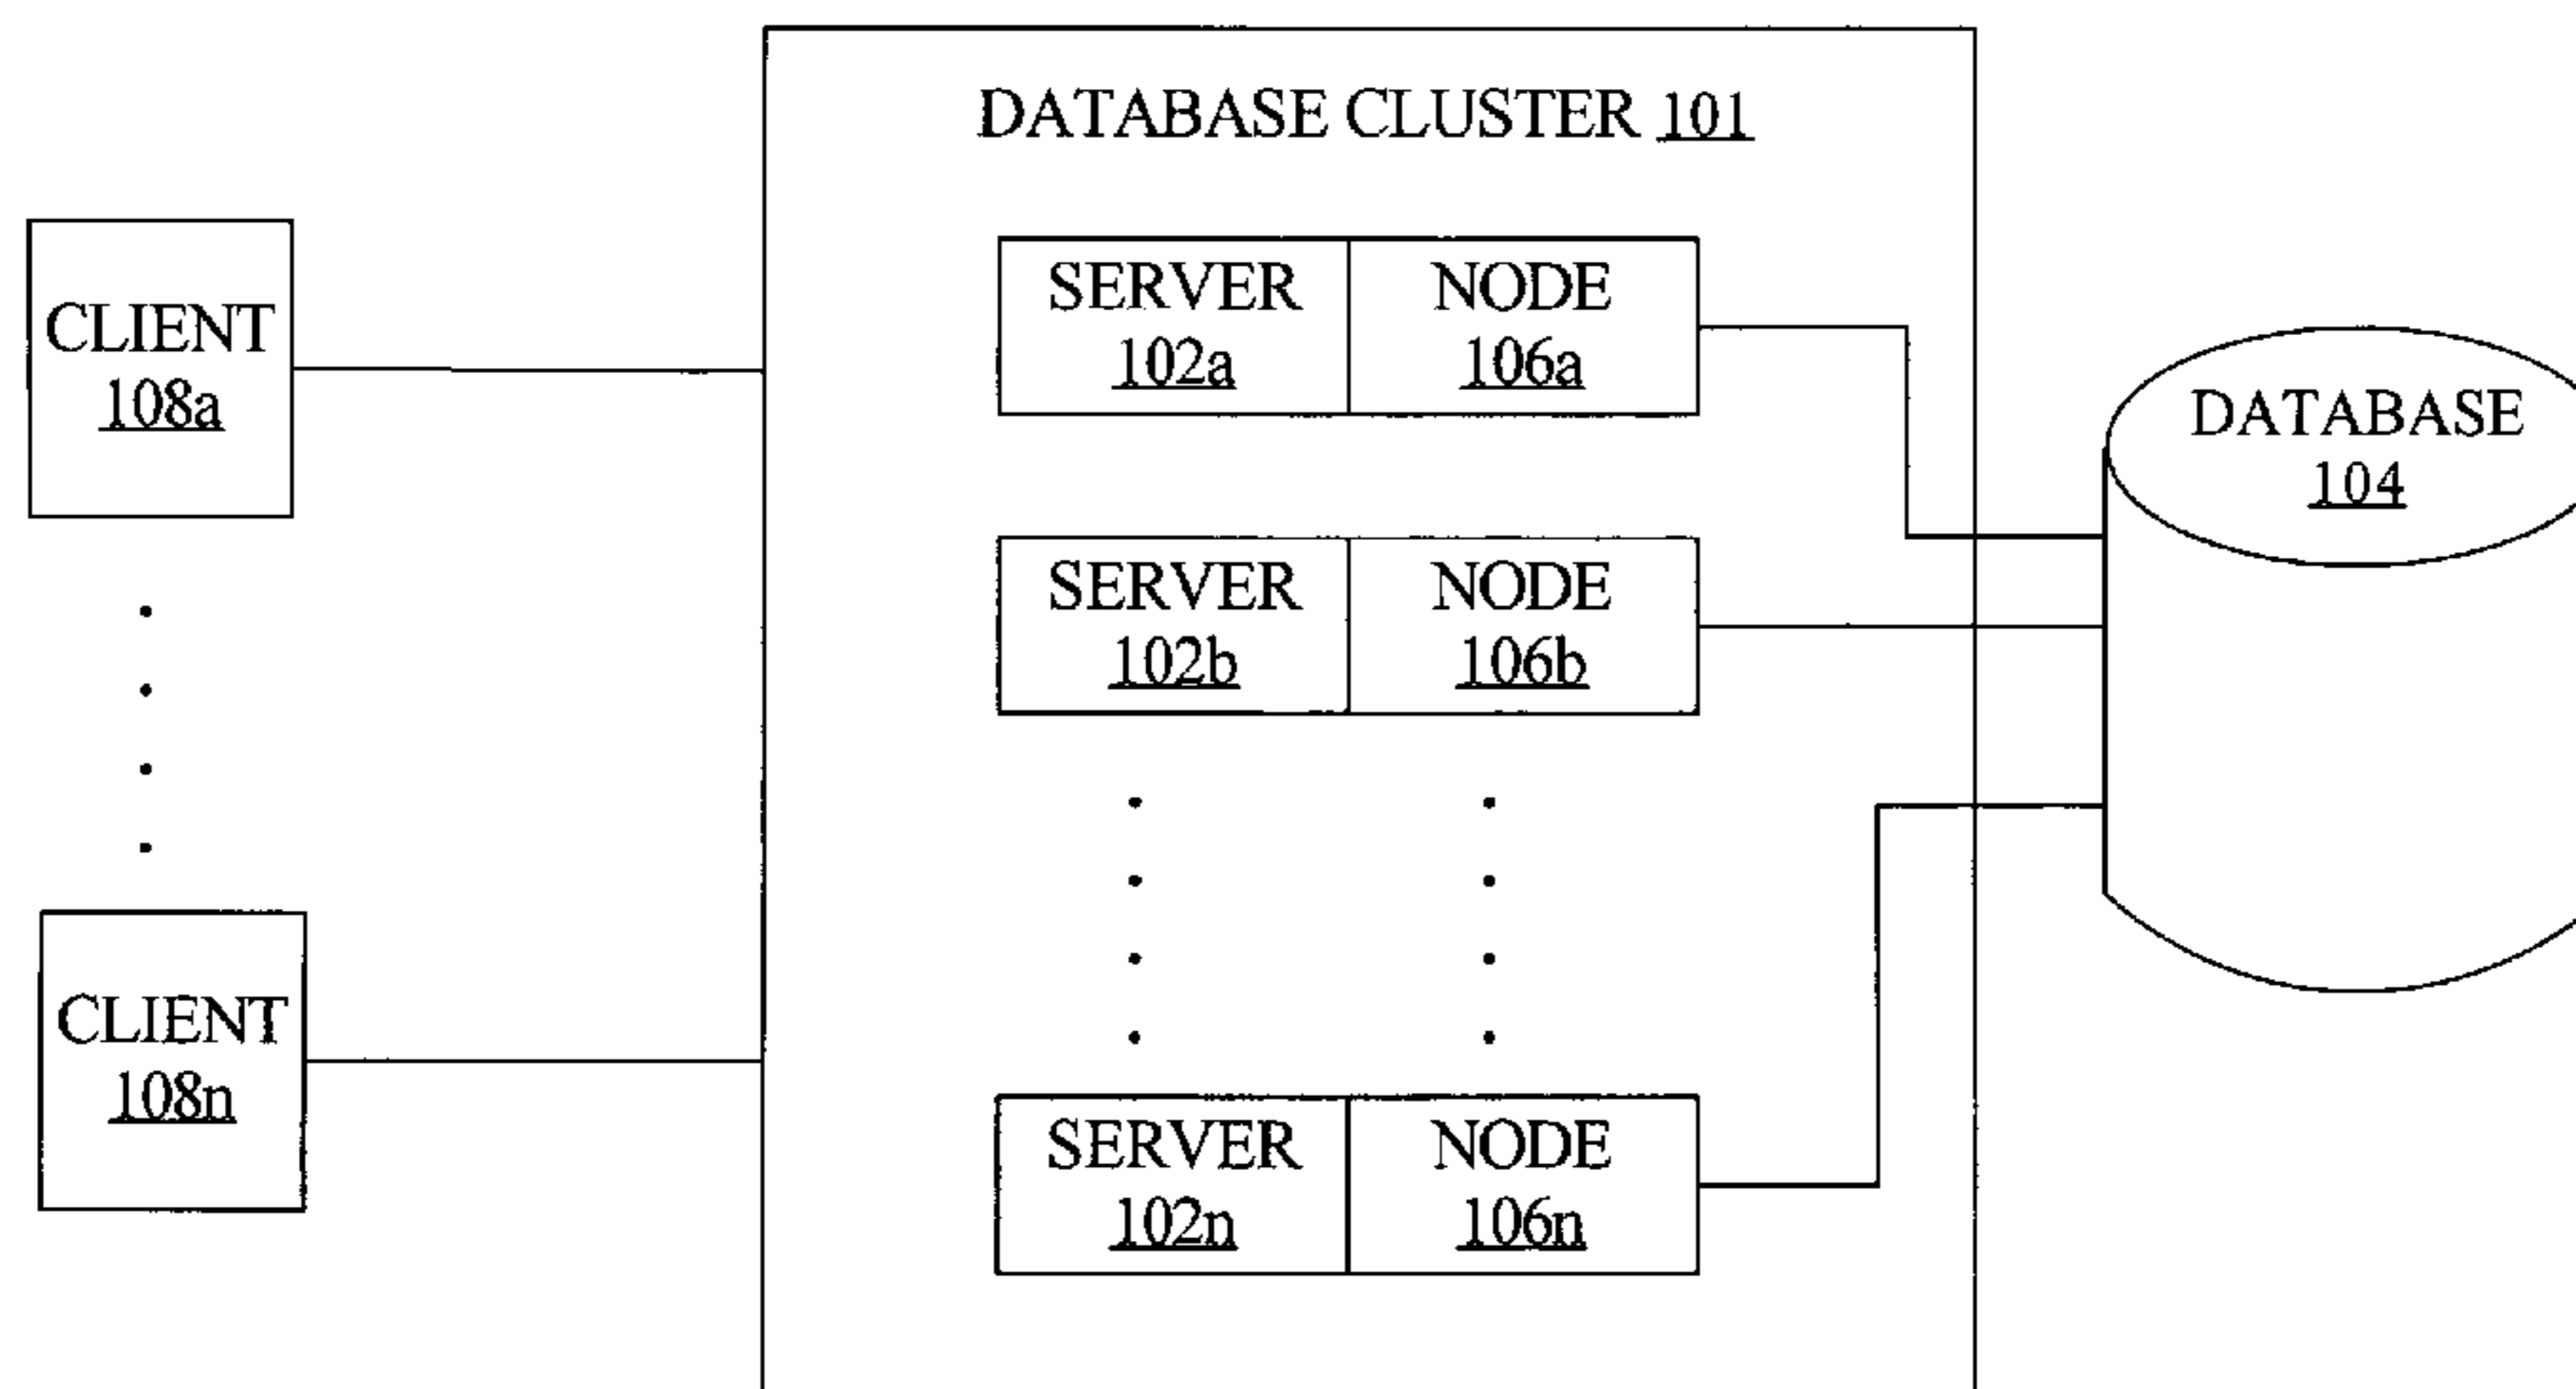 DATABASE CLUSTER 101
CLIENT
108a
SERVER
102a
NODE
106a
DATABASE
104
SERVER
102b
NODE
106b
CLIENT
108n
SERVER
102n
NODE
106n